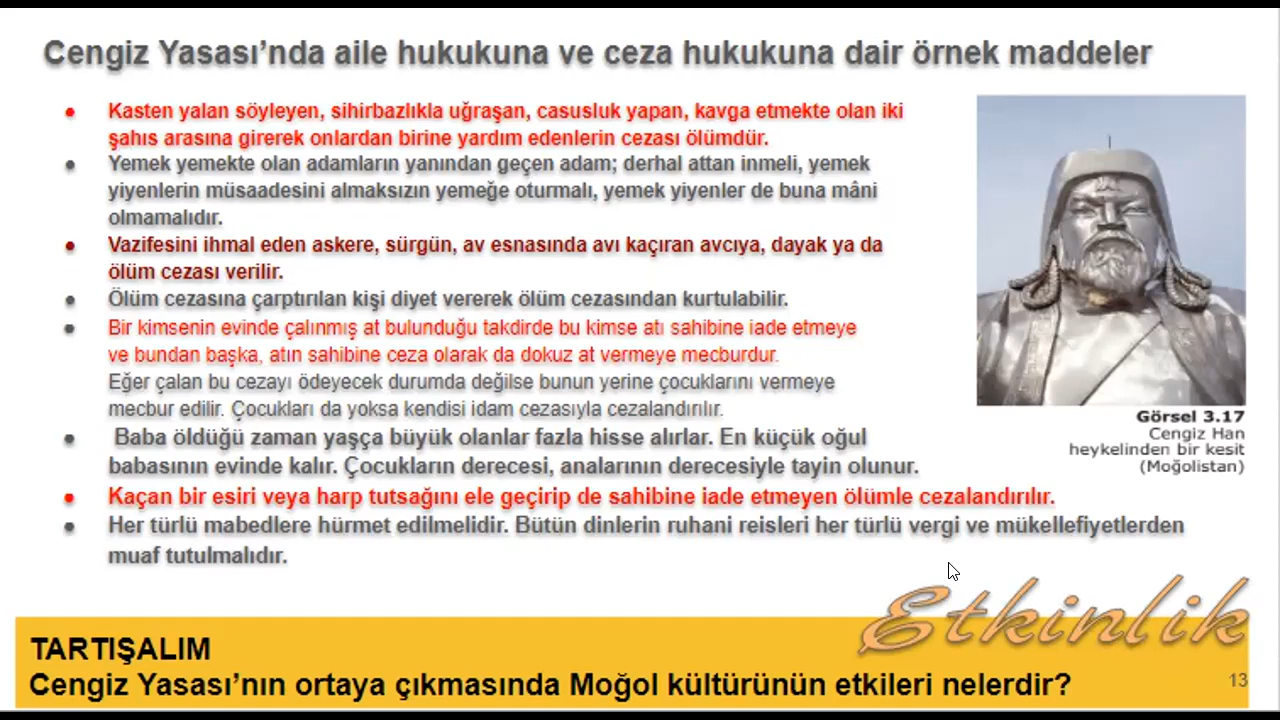 Cengiz Yasası’nda aile hukukuna ve ceza hukukuna dair örnek maddeler
• Kasten yalan söyleyen, sihirbazlıkla uğraşan, casusluk yapan, kavga etmekte olan iki
şahıs arasına girerek onlardan birine yardım edenlerin cezası ölümdür.
• Yemek yemekte olan adamların yanından geçen adam; derhal attan inmeli, yemek
yiyenlerin müsaadesini almaksızın yemeğe oturmalı, yemek yiyenler de buna mâni
olmamalıdır.
• Vazifesini ihmal eden askere, sürgün, av esnasında avı kaçıran avcıya, dayak ya da
ölüm cezası verilir.
• Ölüm cezasına çarptırılan kişi diyet vererek ölüm cezasından kurtulabilir.
• Bir kimsenin evinde çalınmış at bulunduğu takdirde bu kimse atı sahibine iade etmeye
ve bundan başka, atın sahibine ceza olarak da dokuz at vermeye mecburdur.
Eğer çalan bu cezayı ödeyecek durumda değilse bunun yerine çocuklarını vermeye
mecbur edilir. Çocukları da yoksa kendisi idam cezasıyla cezalandırılır.
• Baba öldüğü zaman yaşça büyük olanlar fazla hisse alırlar. En küçük oğul
babasının evinde kalır. Çocukların derecesi, analarının derecesiyle tayin olunur.
• Kaçan bir esiri veya harp tutsağını ele geçirip de sahibine iade etmeyen ölümle cezalandırılır.
• Her türlü mabedlere hürmet edilmelidir. Bütün dinlerin ruhani reisleri her türlü vergi ve mükellefiyetlerden
muaf tutulmalıdır.
Görsel 3.17
Cengiz Han
heykelinden bir kesit
(Moğolistan)
Etkinlik
TARTIŞALIM
Cengiz Yasası’nın ortaya çıkmasında Moğol kültürünün etkileri nelerdir?
13